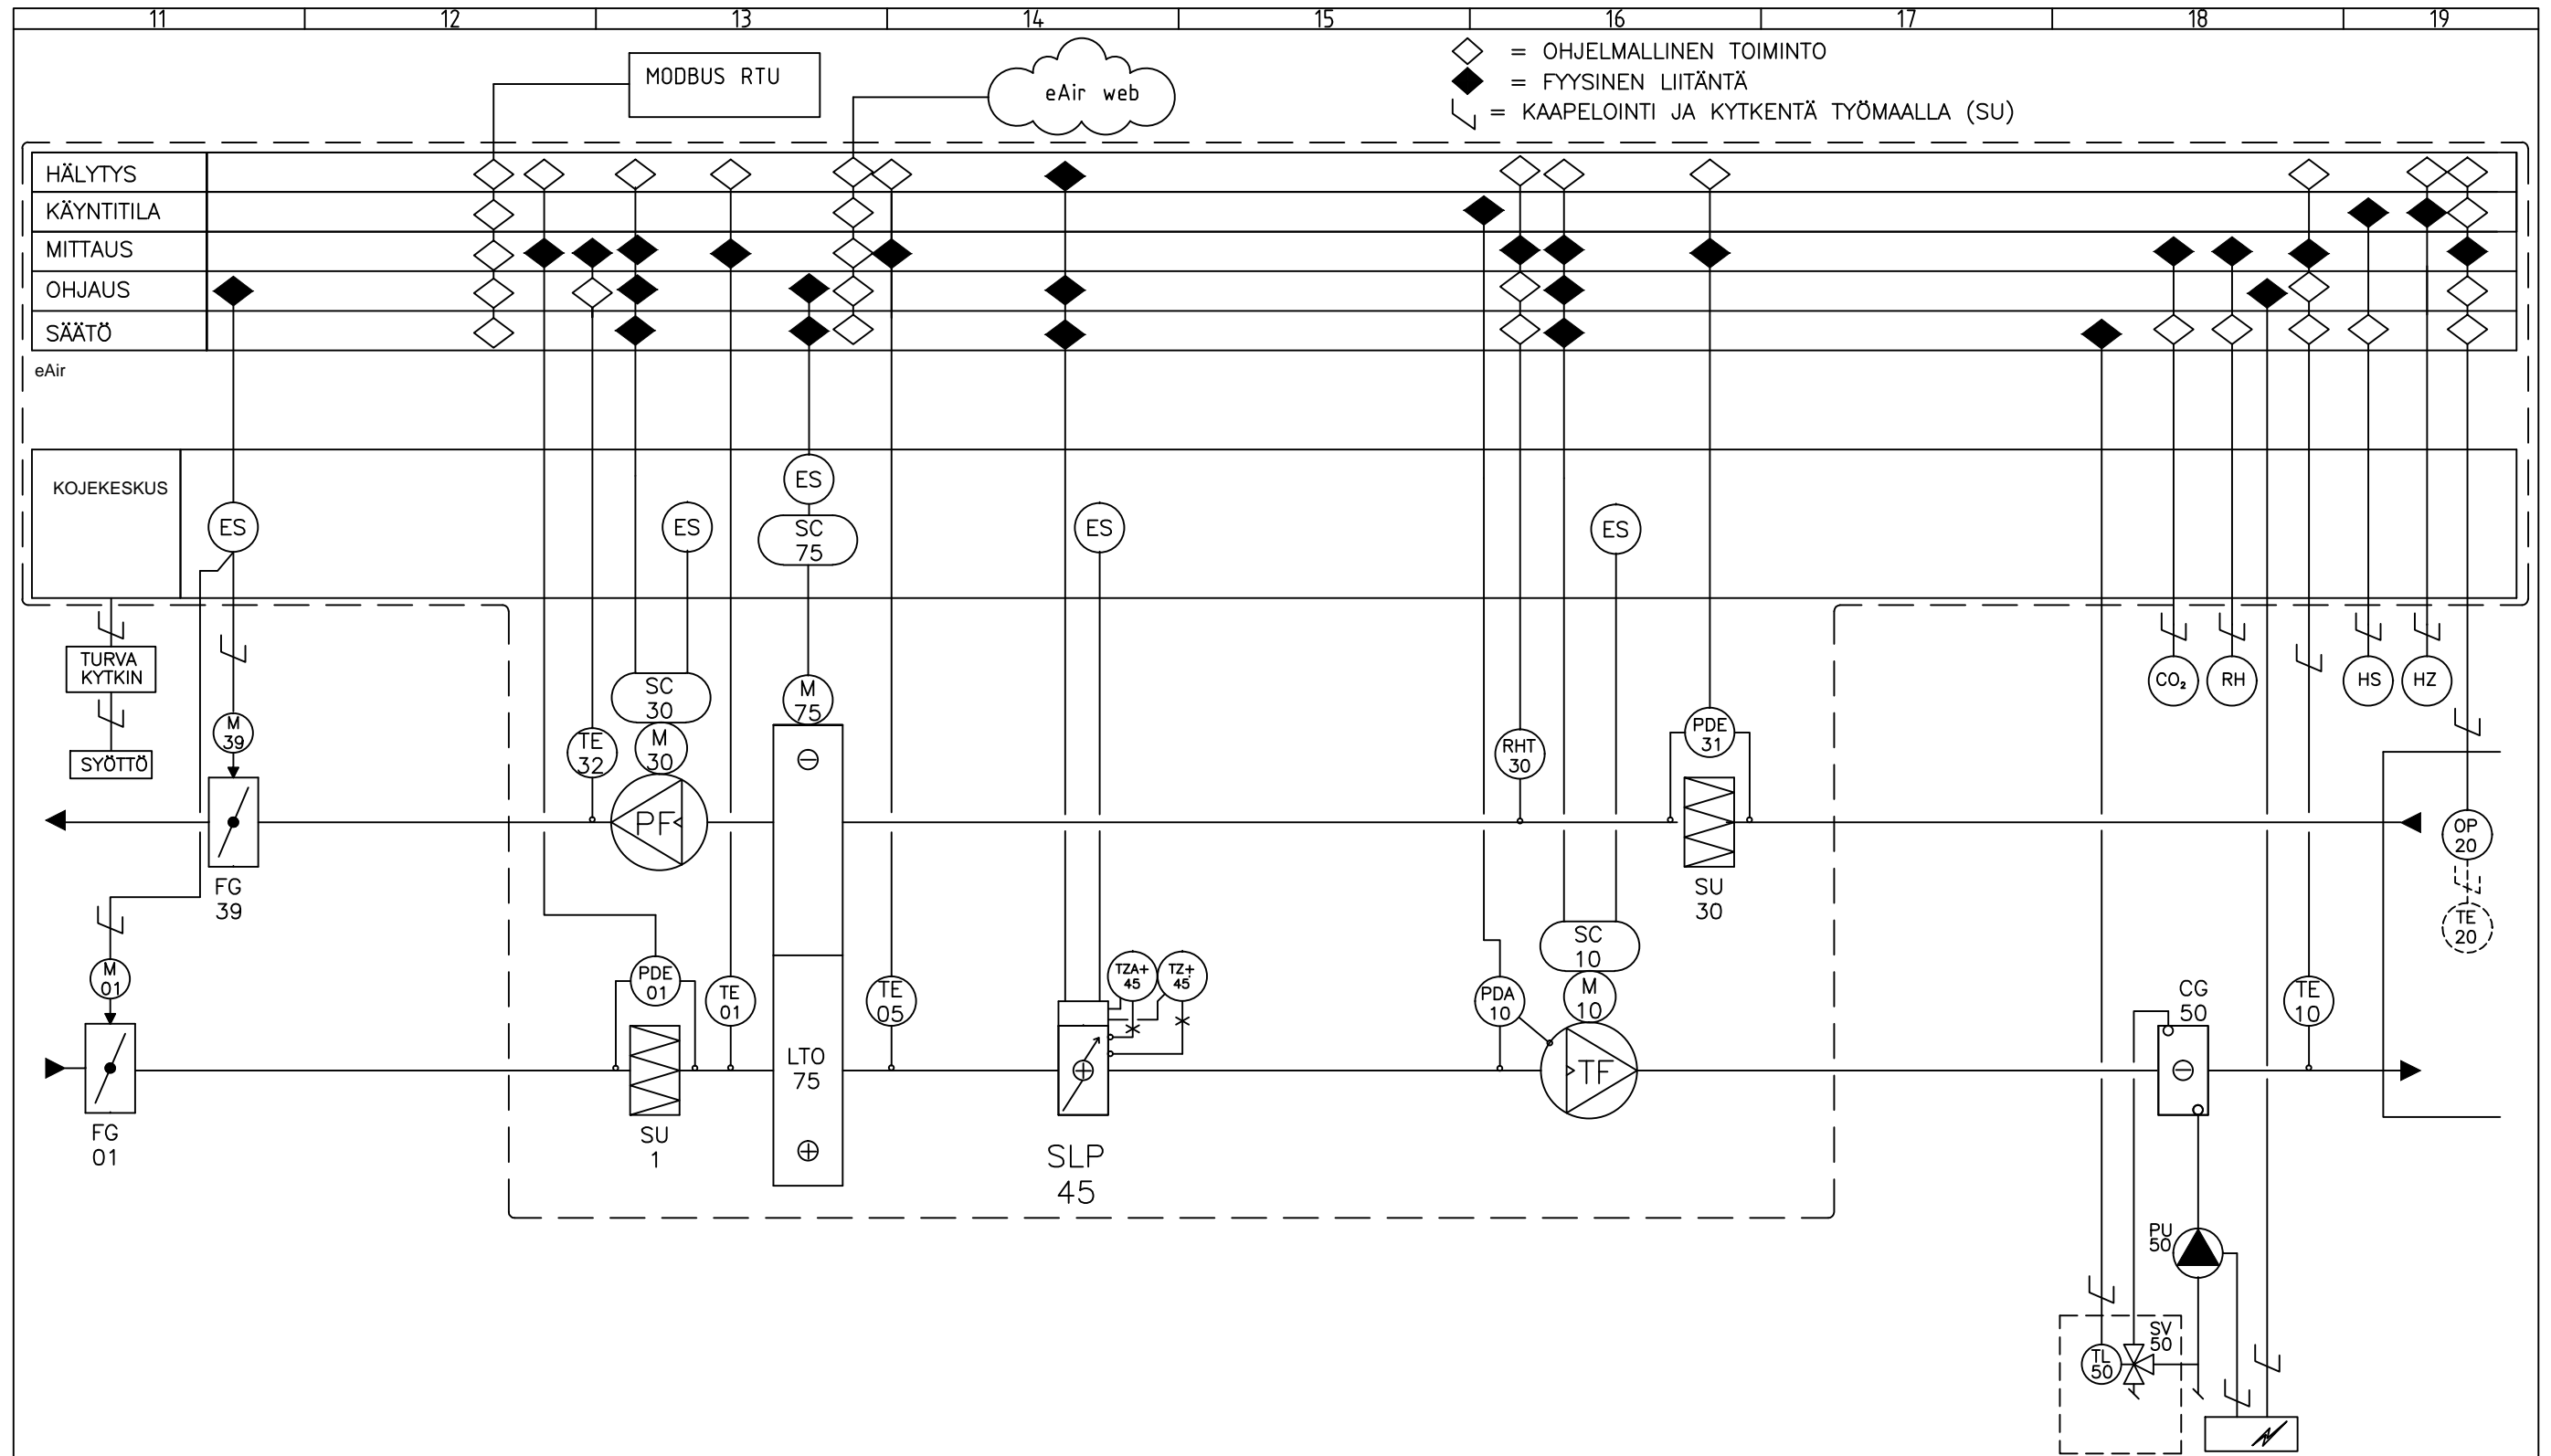 11 12 13 14 15 16 17 18 19
MODBUS RTU
eAir web
= OHJELMALLINEN TOIMINTO
= FYYSINEN LIITÄNTÄ
= KAAPELOINTI JA KYTKENTÄ TYÖMAALLA (SU)
HÄLYTYS
KÄYNTITILA
MITTAUS
OHJAUS
SÄÄTÖ
eAir
KOJEKESKUS
ES
ES
ES
SC
75
ES
ES
TURVA
KYTKIN
SYÖTTÖ
M
39
TE
32
SC
30
M
30
M
75
RHT
30
PDE
31
CO₂
RH
HS
HZ
PF
OP
20
TE
20
FG
39
SU
30
M
01
PDE
01
TE
01
TE
05
TZA+
45
TZ+
45
PDA
10
SC
10
M
10
CG
50
TE
10
LTO
75
TF
FG
01
SU
1
SLP
45
PU
50
SV
50
TL
50